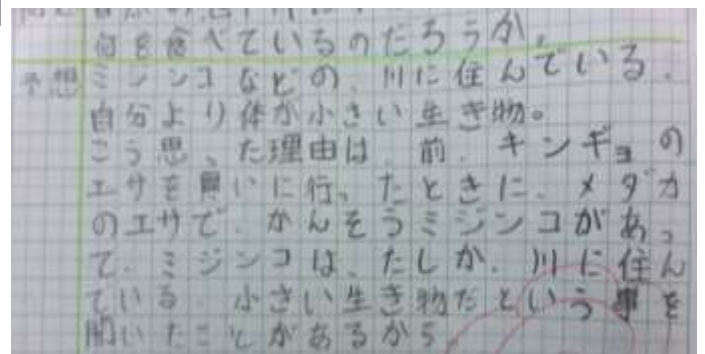 何を食べているのだろうか。
予想 ミジンコなどの、川に住んでいる、
自分より体が小さい生き物。
こう思った理由は、前、キンギョの
エサを買いに行ったときに、メダカ
のエサで、かんそうミジンコがあっ
て、ミジンコは、たしか、川に住ん
でいる、小さい生き物だという事を
聞いたことがあるから